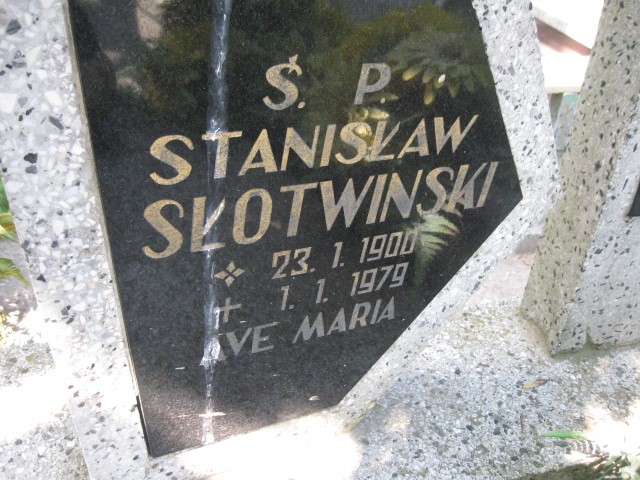 Ś. P.
STANISŁAW
SŁOTWINSKI
23. 1. 1900
+ 1. 1. 1979
AVE MARIA